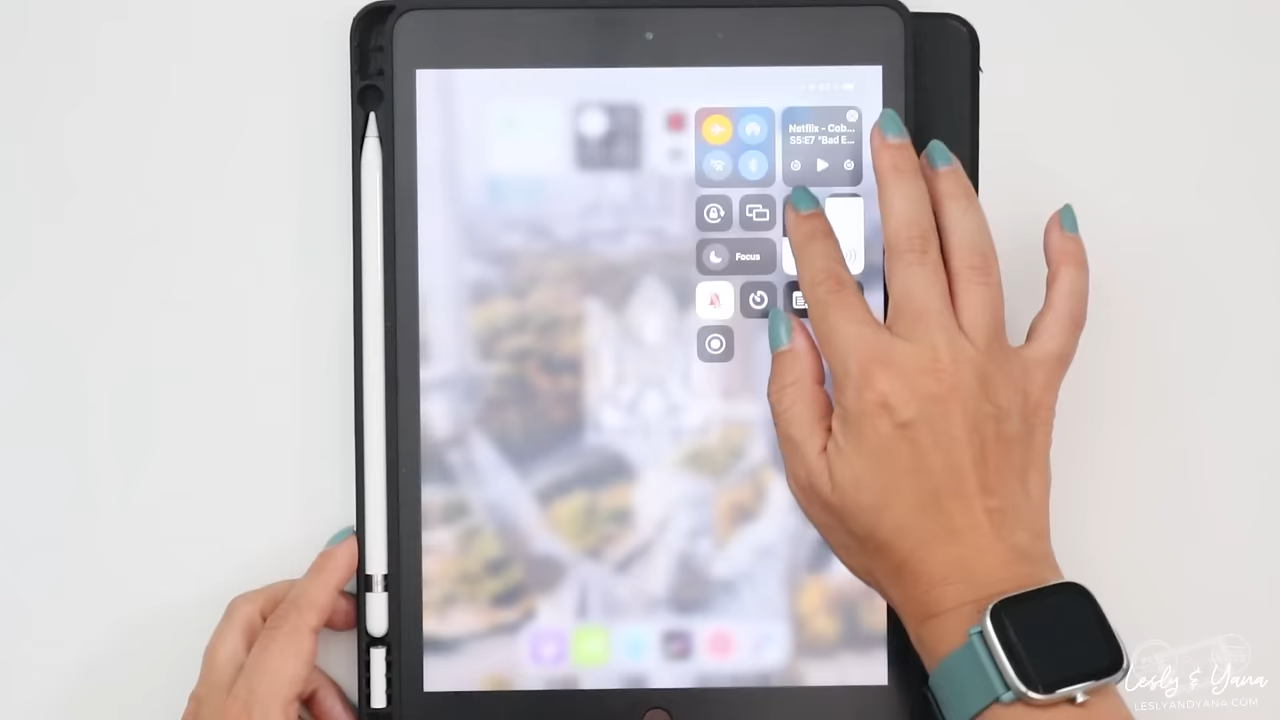 Netflix - Cob...
S5:E7 "Bad E...
Focus
Lesly & Yana
LESLYANDYANA.COM